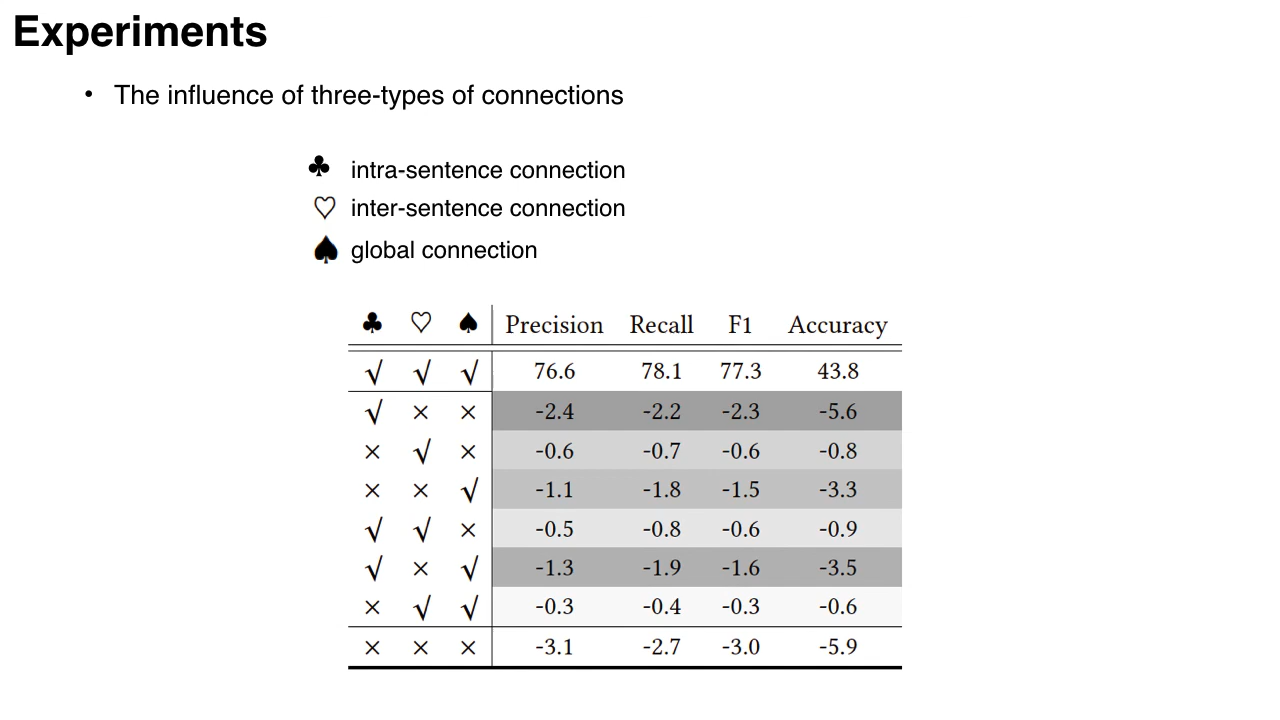 Experiments
• The influence of three-types of connections
♣ intra-sentence connection
♡ inter-sentence connection
♠ global connection
♣ ♡ ♠ Precision Recall F1 Accuracy
√ √ √ 76.6 78.1 77.3 43.8
√ × × -2.4 -2.2 -2.3 -5.6
× √ × -0.6 -0.7 -0.6 -0.8
× × √ -1.1 -1.8 -1.5 -3.3
√ √ × -0.5 -0.8 -0.6 -0.9
√ × √ -1.3 -1.9 -1.6 -3.5
× √ √ -0.3 -0.4 -0.3 -0.6
× × × -3.1 -2.7 -3.0 -5.9